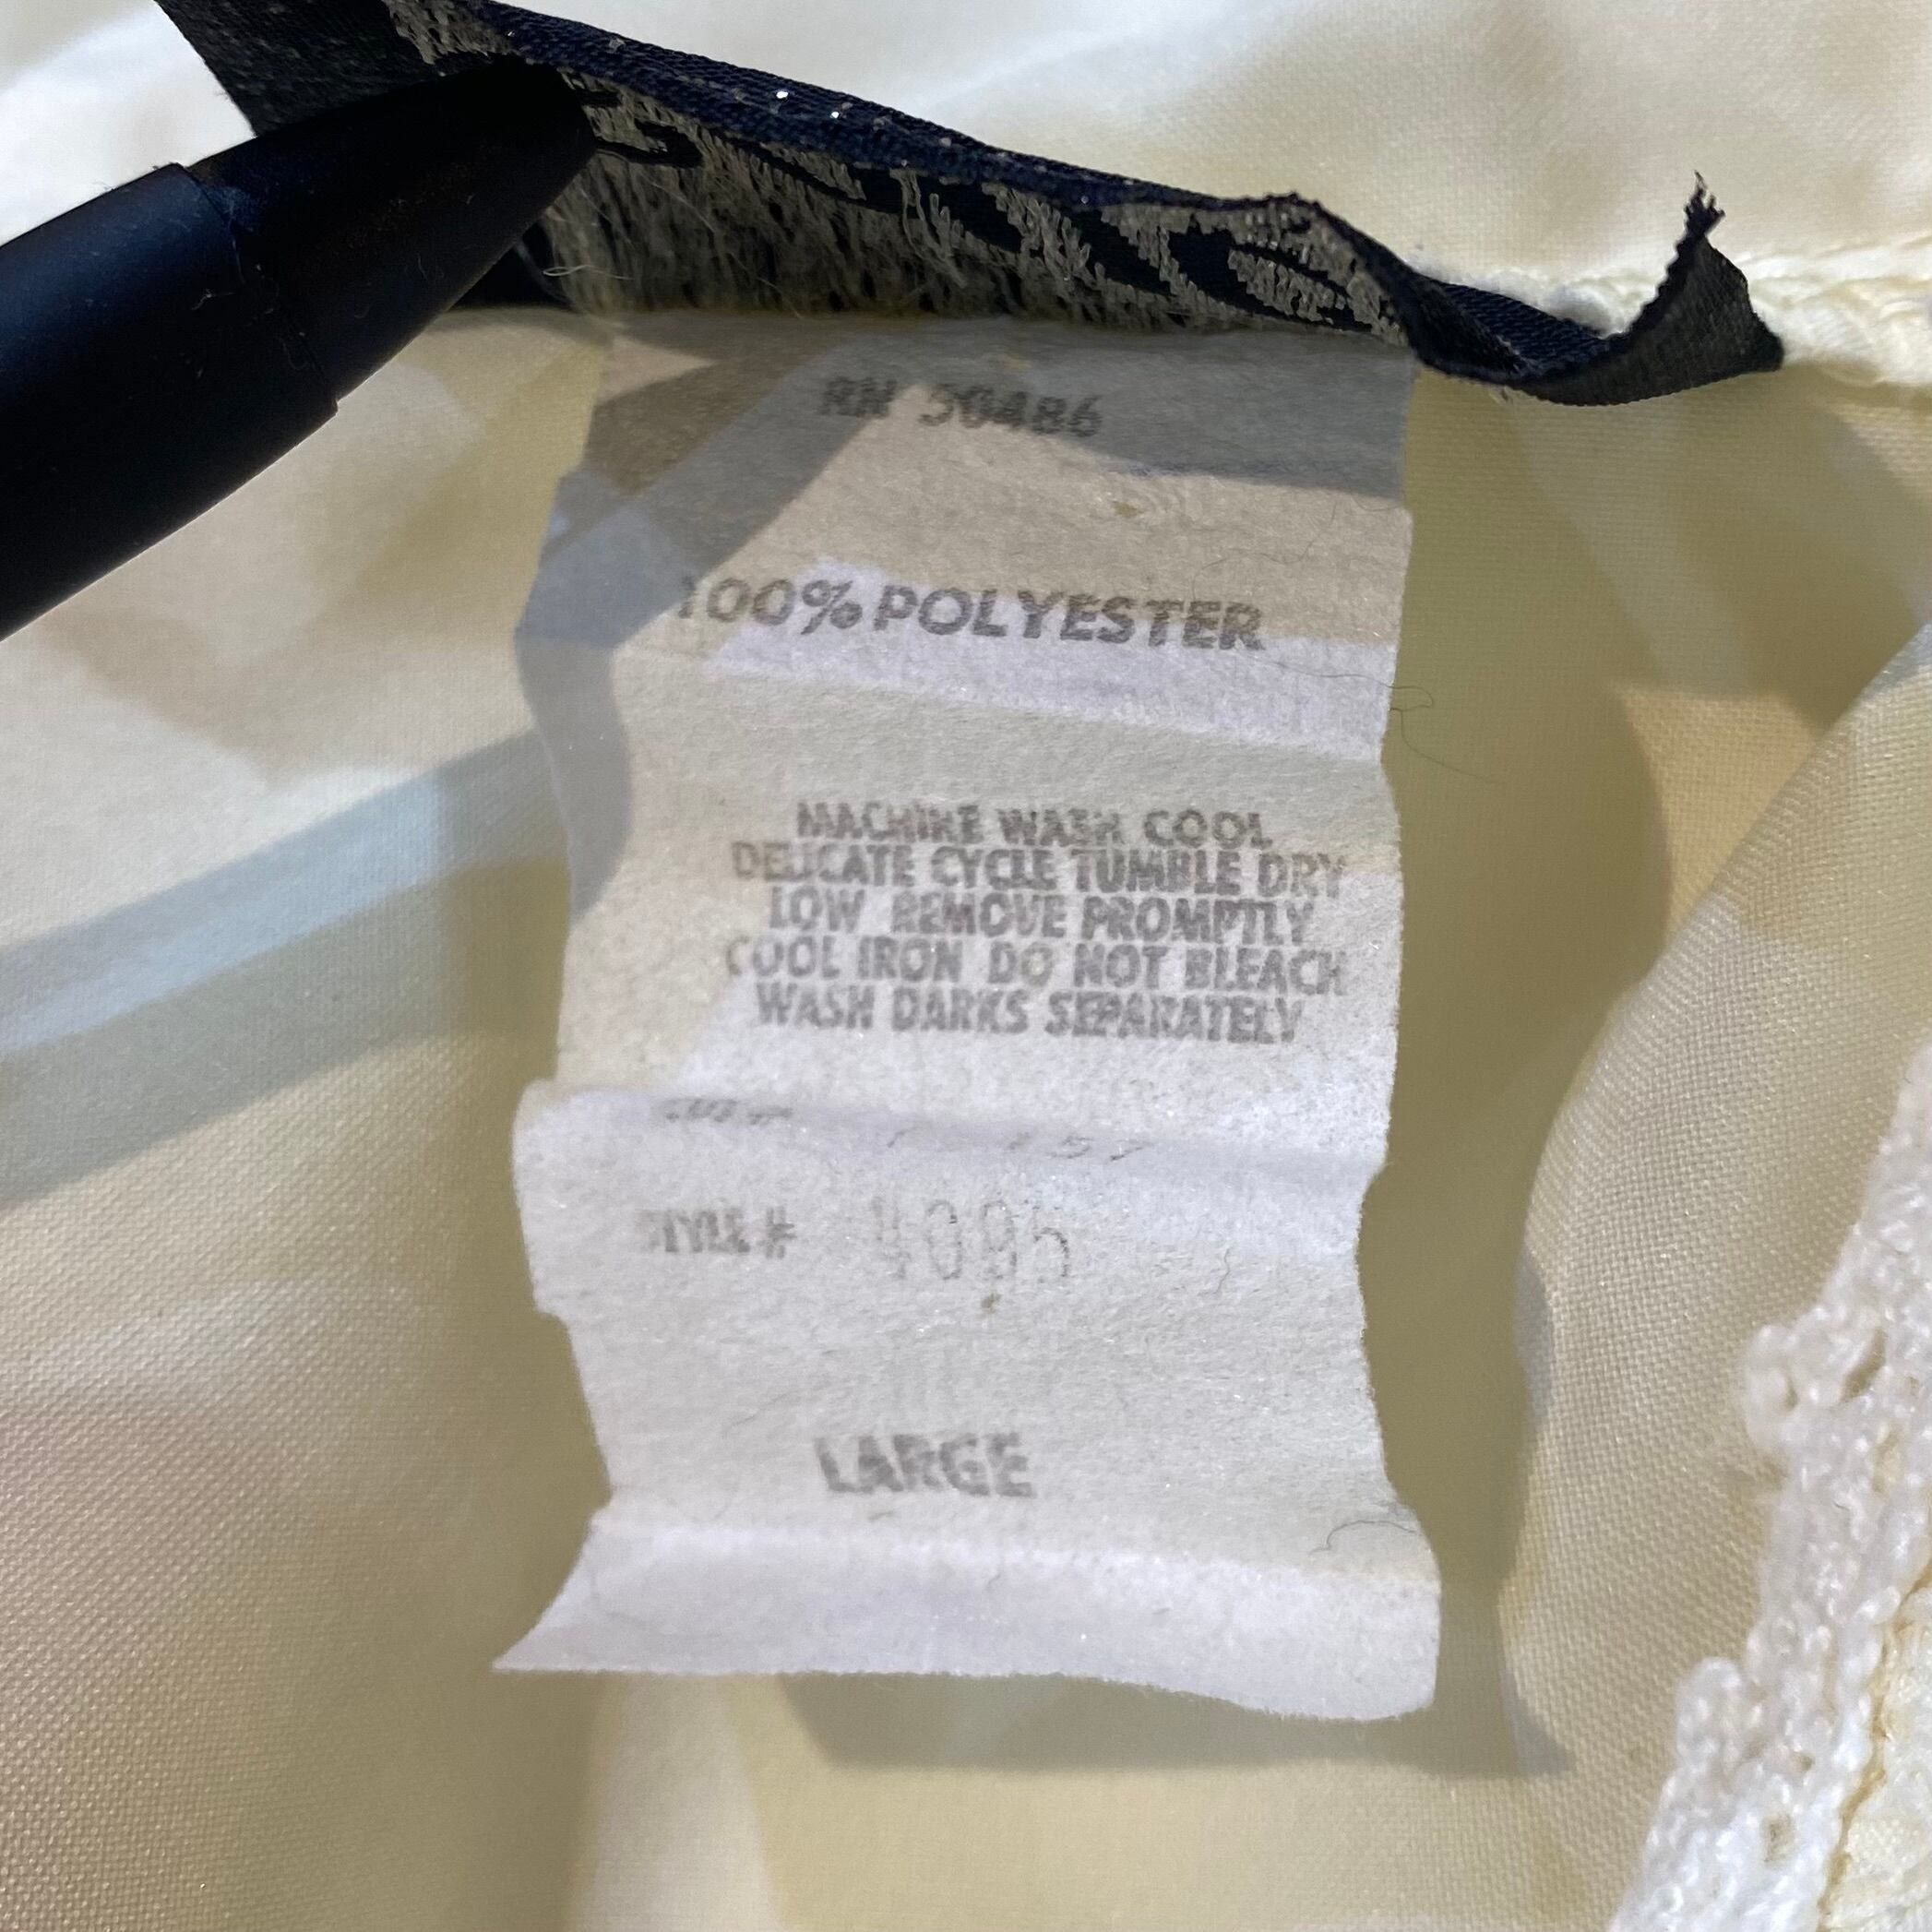 RN 50486
100% POLYESTER
MACHINE WASH COOL
DELICATE CYCLE TUMBLE DRY
LOW REMOVE PROMPTLY
COOL IRON DO NOT BLEACH
WASH DARKS SEPARATELY
STYLE # 4095
LARGE